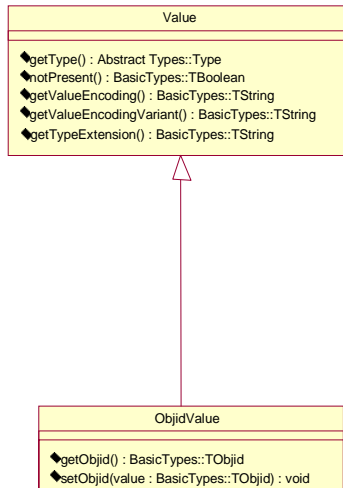 Value
getType() : Abstract Types::Type
notPresent() : BasicTypes::TBoolean
getValueEncoding() : BasicTypes::TString
getValueEncodingVariant() : BasicTypes::TString
getTypeExtension() : BasicTypes::TString
ObjidValue
getObjid() : BasicTypes::TObjid
setObjid(value : BasicTypes::TObjid) : void